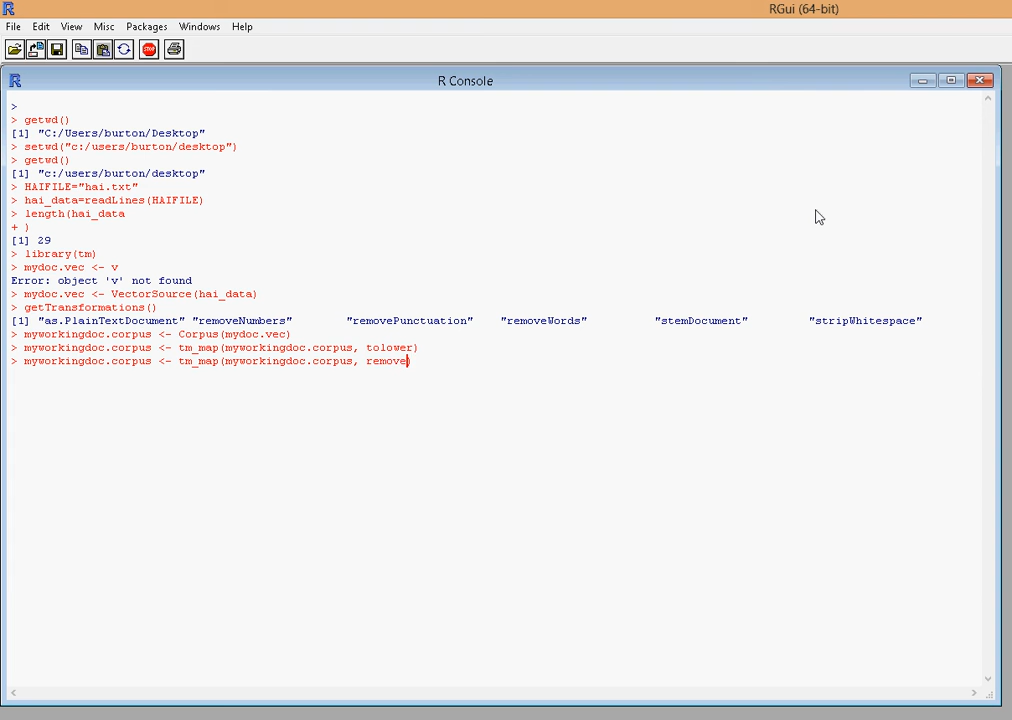 RGui (64-bit)
File Edit View Misc Packages Windows Help
STOP
R Console
>
> getwd()
[1] "C:/Users/burton/Desktop"
> setwd("c:/users/burton/desktop")
> getwd()
[1] "c:/users/burton/desktop"
> HAIFILE="hai.txt"
> hai_data=readLines(HAIFILE)
> length(hai_data
+ )
[1] 29
> library(tm)
> mydoc.vec <- v
Error: object 'v' not found
> mydoc.vec <- VectorSource(hai_data)
> getTransformations()
[1] "as.PlainTextDocument" "removeNumbers" "removePunctuation" "removeWords" "stemDocument" "stripWhitespace"
> myworkingdoc.corpus <- Corpus(mydoc.vec)
> myworkingdoc.corpus <- tm_map(myworkingdoc.corpus, tolower)
> myworkingdoc.corpus <- tm_map(myworkingdoc.corpus, remove)